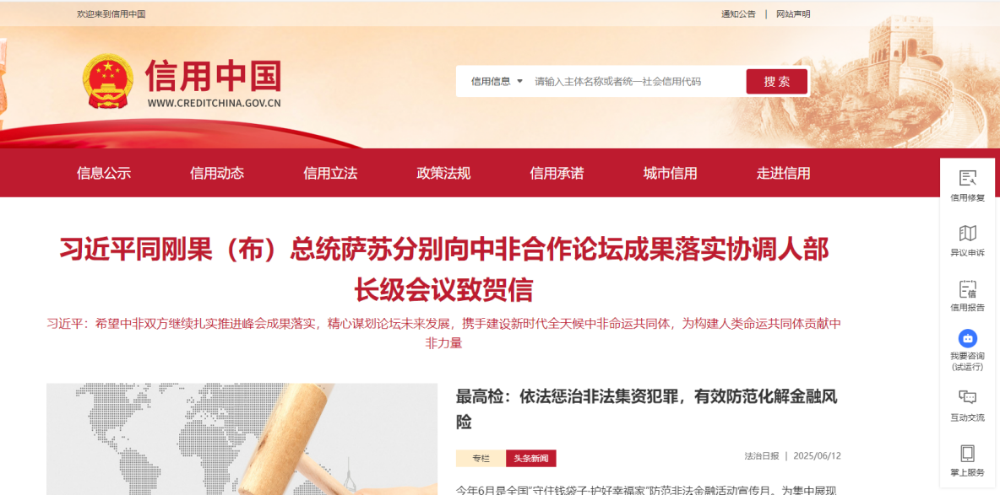 欢迎来到信用中国
通知公告 | 网站声明
信用中国
WWW.CREDITCHINA.GOV.CN
信用信息 请输入主体名称或者统一社会信用代码 搜索
信息公示 信用动态 信用立法 政策法规 信用承诺 城市信用 走进信用
习近平同刚果（布）总统萨苏分别向中非合作论坛成果落实协调人部
长级会议致贺信
习近平：希望中非双方继续扎实推进峰会成果落实，精心谋划论坛未来发展，携手建设新时代全天候中非命运共同体，为构建人类命运共同体贡献中
非力量
最高检：依法惩治非法集资犯罪，有效防范化解金融风
险
专栏 头条新闻 法治日报 | 2025/06/12
今年6月是全国“守住钱袋子·护好幸福家”防范非法金融活动宣传月。为集中展现
信用修复
异议申诉
信用报告
我要咨询
(试运行)
互动交流
掌上服务